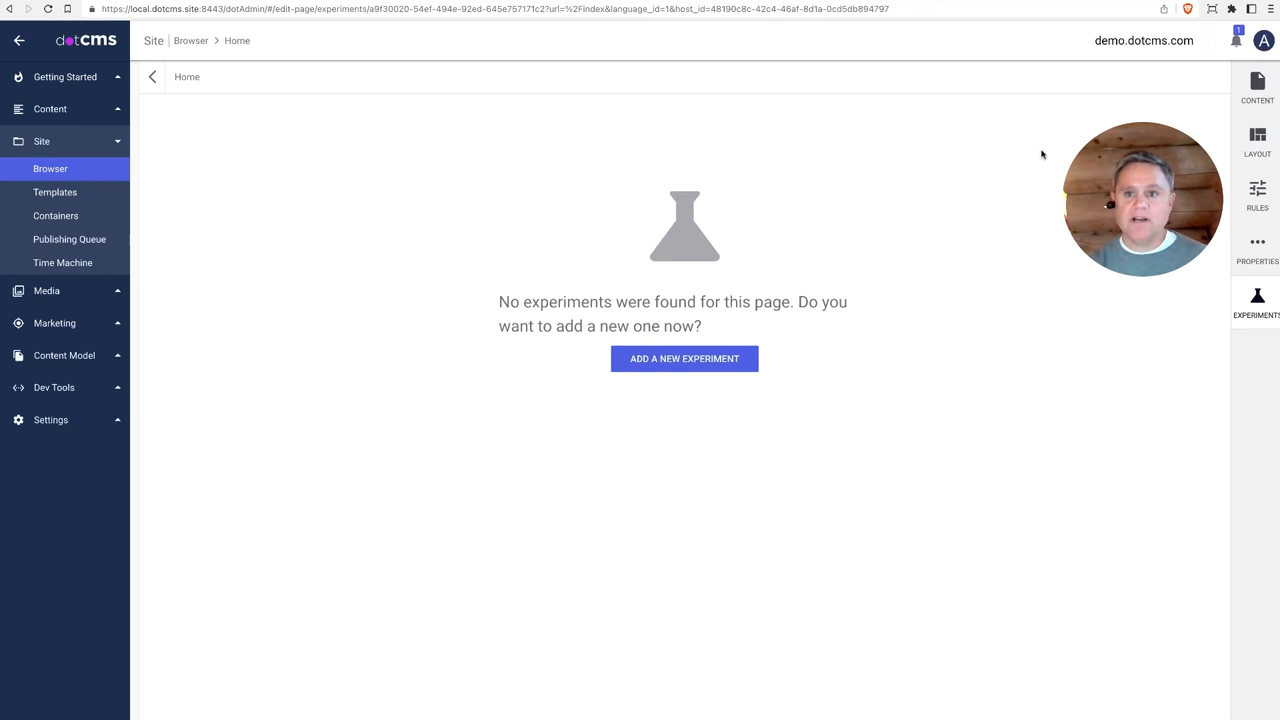 https://local.dotcms.site:8443/dotAdmin/#/edit-page/experiments/a9f30020-54ef-494e-92ed-645e757171c2?url=%2Findex&language_id=1&host_id=48190c8c-42c4-46af-8d1a-0cd5db894797
dotCMS
Site
Browser > Home
demo.dotcms.com
1
A
Getting Started
Content
Site
Browser
Templates
Containers
Publishing Queue
Time Machine
Media
Marketing
Content Model
Dev Tools
Settings
Home
No experiments were found for this page. Do you
want to add a new one now?
ADD A NEW EXPERIMENT
CONTENT
LAYOUT
RULES
PROPERTIES
EXPERIMENTS